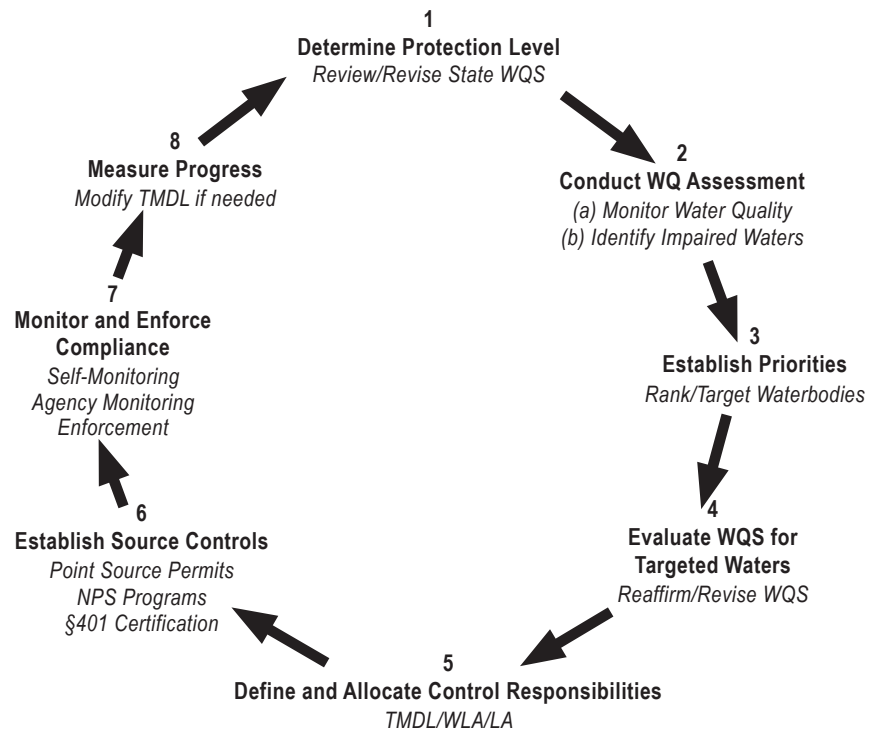 1
Determine Protection Level
Review/Revise State WQS
2
Conduct WQ Assessment
(a) Monitor Water Quality
(b) Identify Impaired Waters
3
Establish Priorities
Rank/Target Waterbodies
4
Evaluate WQS for
Targeted Waters
Reaffirm/Revise WQS
5
Define and Allocate Control Responsibilities
TMDL/WLA/LA
6
Establish Source Controls
Point Source Permits
NPS Programs
§401 Certification
7
Monitor and Enforce
Compliance
Self-Monitoring
Agency Monitoring
Enforcement
8
Measure Progress
Modify TMDL if needed